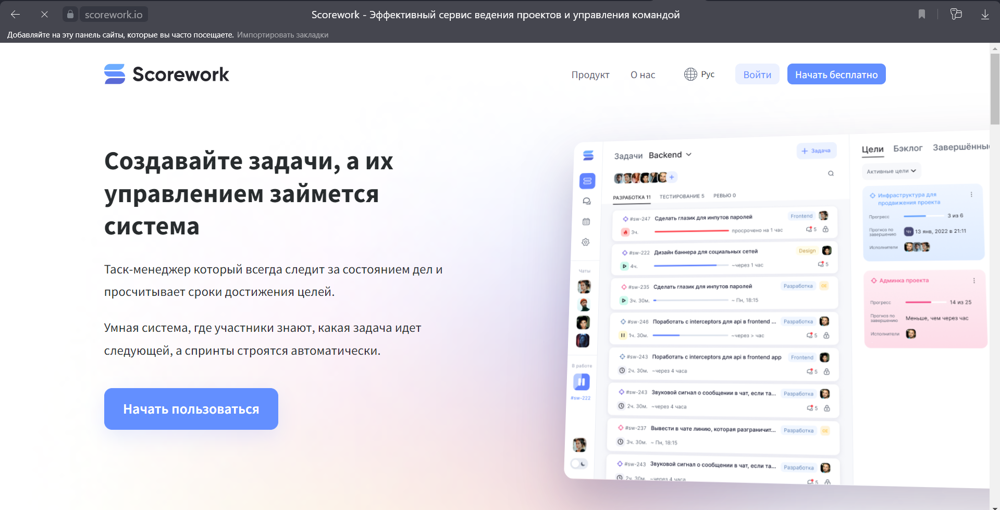 scorework.io
Scorework - Эффективный сервис ведения проектов и управления командой
Добавляйте на эту панель сайты, которые вы часто посещаете. Импортировать закладки
Scorework
Продукт
О нас
Рус
Войти
Начать бесплатно
Создавайте задачи, а их
управлением займется
система
Таск-менеджер который всегда следит за состоянием дел и
просчитывает сроки достижения целей.
Умная система, где участники знают, какая задача идет
следующей, а спринты строятся автоматически.
Начать пользоваться
Чаты
В работе
#sw-222
Задачи Backend
+ Задача
РАЗРАБОТКА 11 ТЕСТИРОВАНИЕ 5 РЕВЬЮ 0
#sw-247 Сделать глазик для инпутов паролей Frontend
3ч. просрочено на 1 час 5
#sw-222 Дизайн баннера для социальных сетей Design
4ч. ~через 1 час 5
#sw-235 Сделать глазик для инпутов паролей Разработка OE
3ч. 30м. ~ Пн, 18:15
#sw-246 Поработать с interceptors для api в frontend ... Разработка
1ч. 30м. ~через > час 5
#sw-243 Поработать с interceptors для api в frontend app Frontend
2ч. 30м. ~через 4 часа 5
#sw-243 Звуковой сигнал о сообщении в чат, если та... Разработка
2ч. 30м. ~через 4 часа 5
#sw-237 Вывести в чате линию, которая разграничит... Разработка OE
3ч. 30м. ~ Пн, 18:15
#sw-243 Звуковой сигнал о сообщении в чат, если та... Разработка
2ч. 30м. ~через 4 часа 5
Цели Бэклог Завершённы
Активные цели
Инфраструктура для
продвижения проекта
Прогресс 3 из 6
Прогноз по
завершению Чт 13 янв, 2022 в 21:11
Исполнители
Админка проекта
Прогресс 14 из 25
Прогноз по
завершению Меньше, чем через час
Исполнители